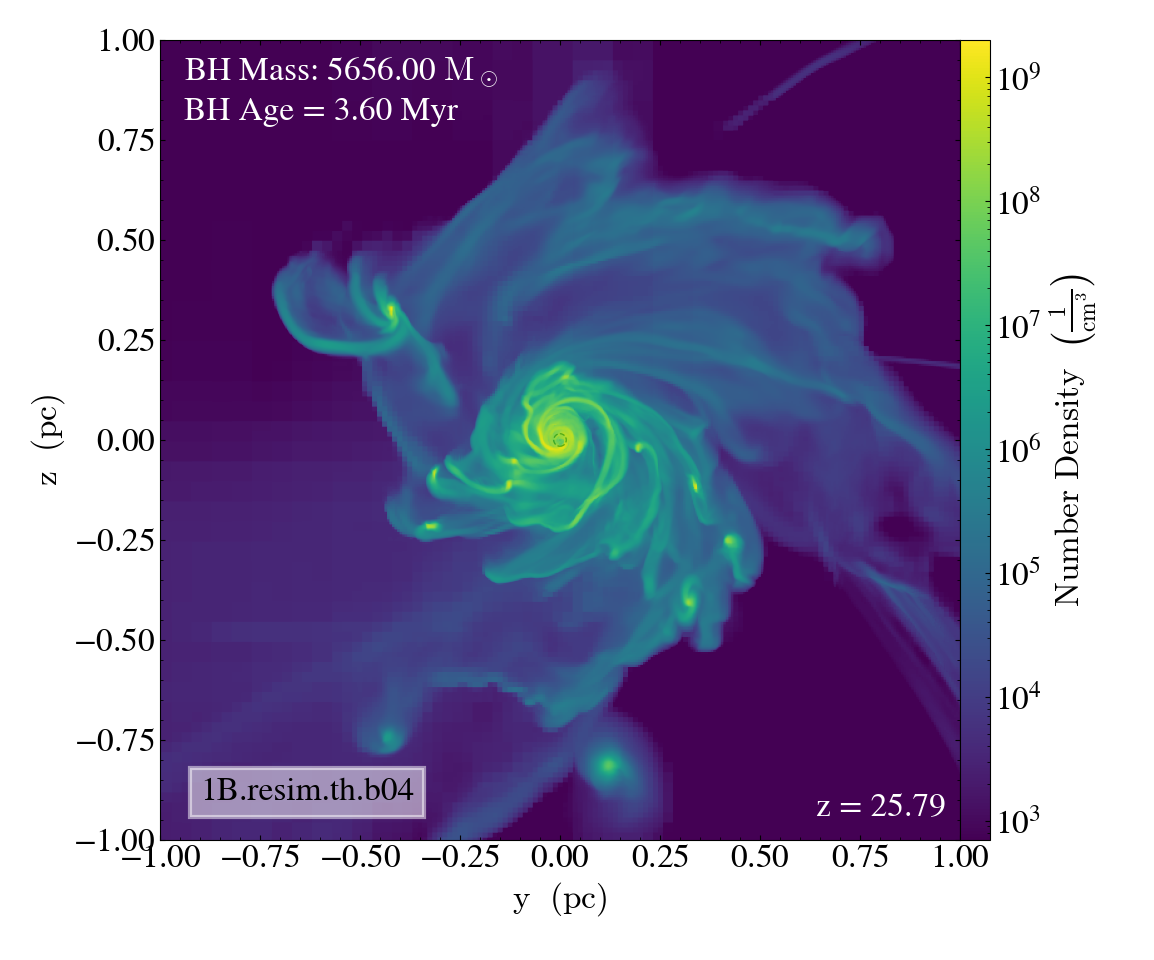 BH Mass: 5656.00 M☉
BH Age = 3.60 Myr
1B.resim.th.b04
z = 25.79
1.00
0.75
0.50
0.25
0.00
−0.25
−0.50
−0.75
−1.00
z (pc)
−1.00 −0.75 −0.50 −0.25 0.00 0.25 0.50 0.75 1.00
y (pc)
10⁹
10⁸
10⁷
10⁶
10⁵
10⁴
10³
Number Density (1/cm³)